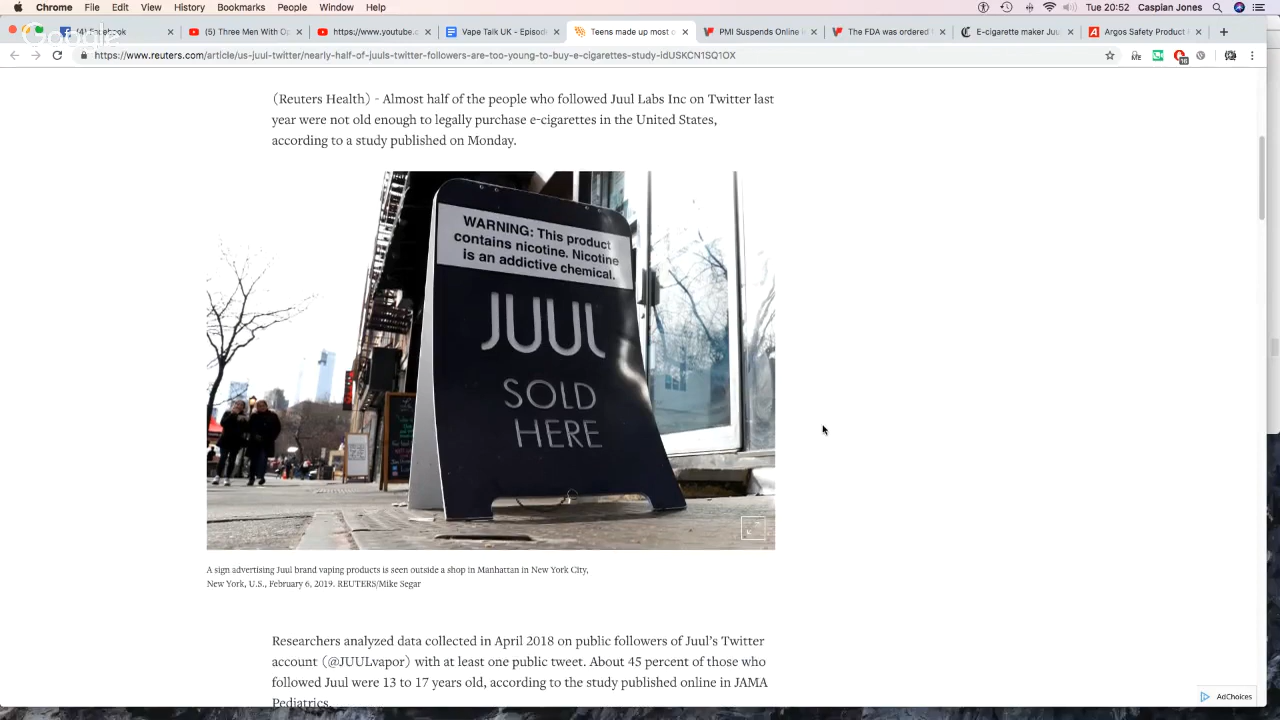 Chrome File Edit View History Bookmarks People Window Help
Tue 20:52 Caspian Jones
Google
(4) Facebook
(5) Three Men With Op
https://www.youtube.c
Vape Talk UK - Episod
Teens made up most o
PMI Suspends Online I
The FDA was ordered t
E-cigarette maker Juu
Argos Safety Product
https://www.reuters.com/article/us-juul-twitter/nearly-half-of-juuls-twitter-followers-are-too-young-to-buy-e-cigarettes-study-idUSKCN1SQ1OX
16
(Reuters Health) - Almost half of the people who followed Juul Labs Inc on Twitter last
year were not old enough to legally purchase e-cigarettes in the United States,
according to a study published on Monday.
WARNING: This product
contains nicotine. Nicotine
is an addictive chemical.
JUUL
SOLD
HERE
A sign advertising Juul brand vaping products is seen outside a shop in Manhattan in New York City,
New York, U.S., February 6, 2019. REUTERS/Mike Segar
Researchers analyzed data collected in April 2018 on public followers of Juul's Twitter
account (@JUULvapor) with at least one public tweet. About 45 percent of those who
followed Juul were 13 to 17 years old, according to the study published online in JAMA
Pediatrics.
AdChoices